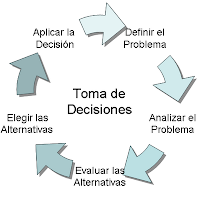 Aplicar la
Decisión
Definir el
Problema
Toma de
Decisiones
Elegir las
Alternativas
Analizar el
Problema
Evaluar las
Alternativas